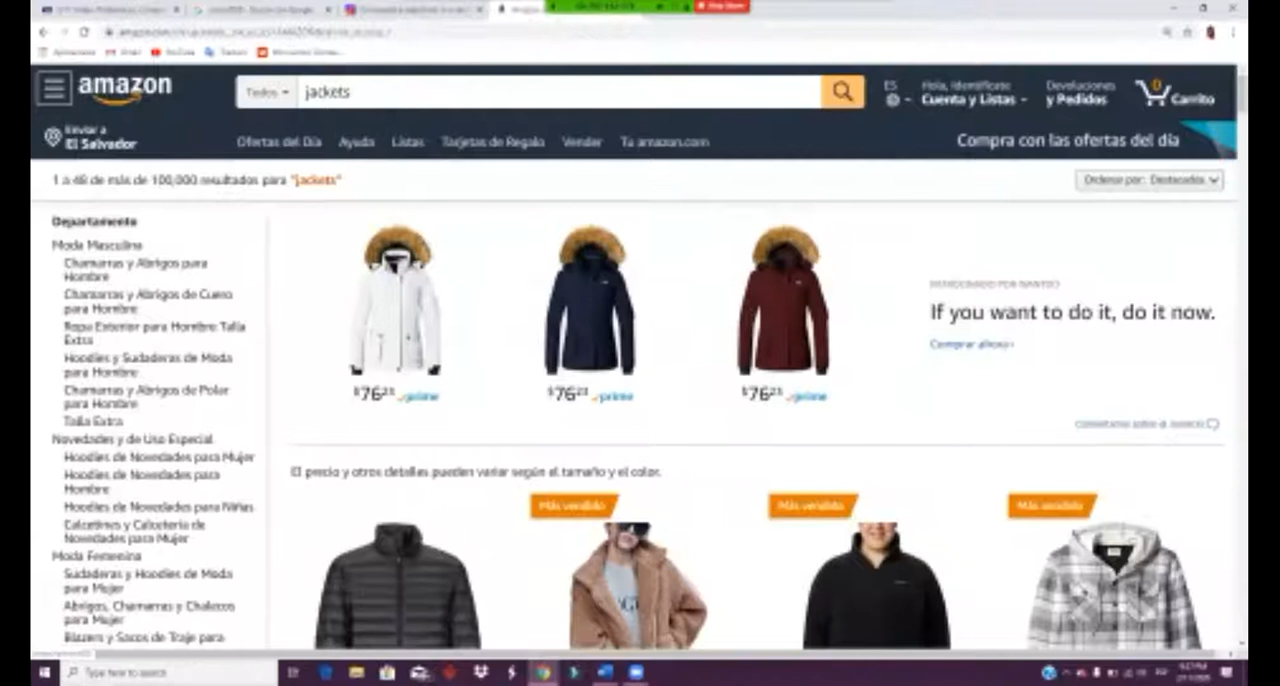 amazon
Todos
jackets
ES
Hola, Identifícate
Cuenta y Listas
Devoluciones
y Pedidos
0
Carrito
Enviar a
El Salvador
Ofertas del Día
Ayuda
Listas
Tarjetas de Regalo
Vender
Tu amazon.com
Compra con las ofertas del día
1 a 48 de más de 100,000 resultados para "jackets"
Ordenar por: Destacados
Departamento
Moda Masculina
Chamarras y Abrigos para
Hombre
Chamarras y Abrigos de Cuero
para Hombre
Ropa Exterior para Hombre Talla
Extra
Hoodies y Sudaderas de Moda
para Hombre
Chamarras y Abrigos de Polar
para Hombre
Talla Extra
Novedades y de Uso Especial
Hoodies de Novedades para Mujer
Hoodies de Novedades para
Hombre
Hoodies de Novedades para Niñas
Calcetines y Calcetería de
Novedades para Mujer
Moda Femenina
Sudaderas y Hoodies de Moda
para Mujer
Abrigos, Chamarras y Chalecos
para Mujer
Blazers y Sacos de Traje para
$76 23 prime
$76 23 prime
$76 23 prime
If you want to do it, do it now.
Comprar ahora
El precio y otros detalles pueden variar según el tamaño y el color.
Más vendido
Más vendido
Más vendido
Type here to search